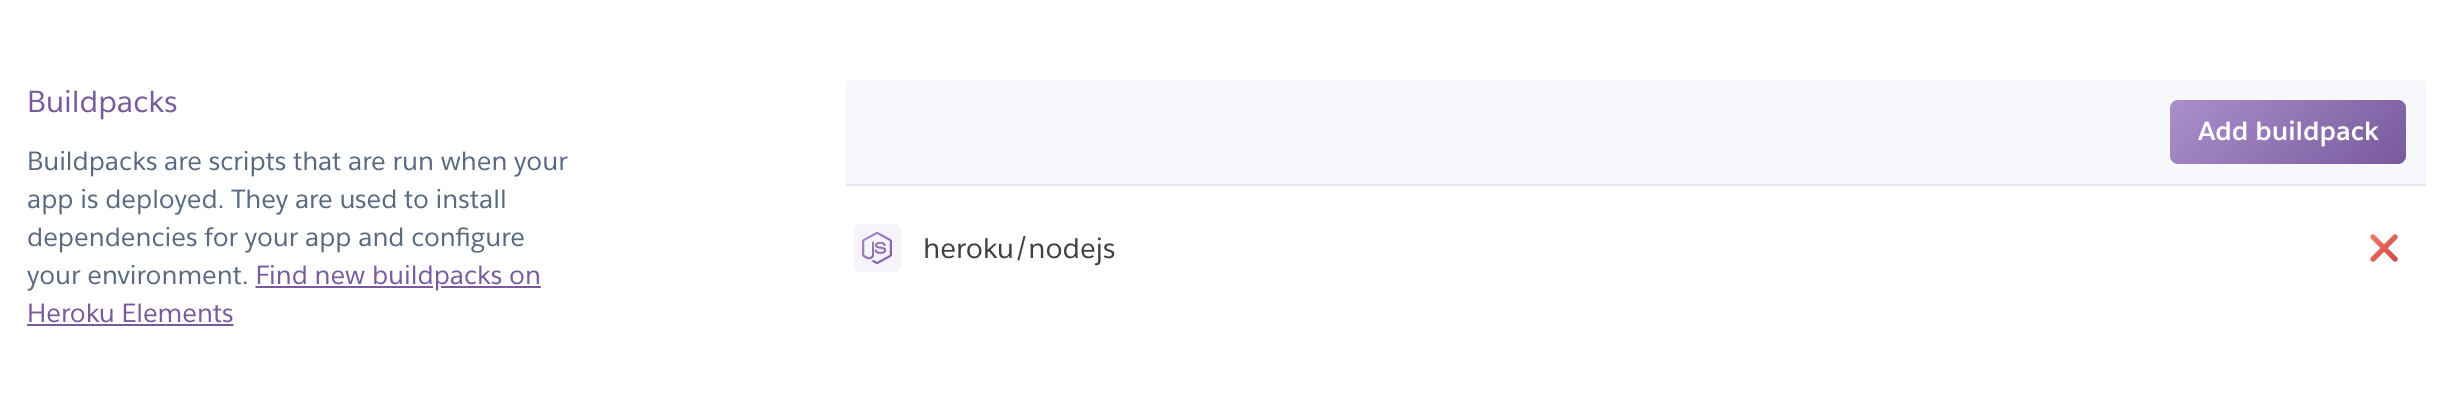 Buildpacks
Buildpacks are scripts that are run when your
app is deployed. They are used to install
dependencies for your app and configure
your environment. Find new buildpacks on
Heroku Elements
Add buildpack
JS
heroku/nodejs